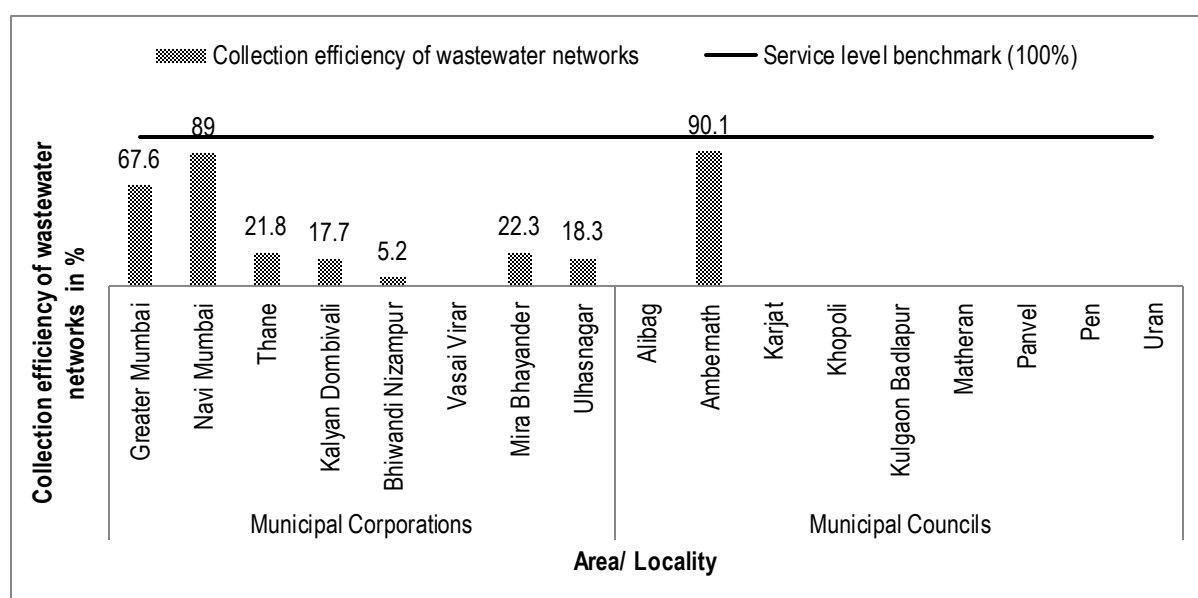 Collection efficiency of wastewater networks
Service level benchmark (100%)
Collection efficiency of wastewater
networks in %
67.6
89
21.8
17.7
5.2
22.3
18.3
90.1
Greater Mumbai
Navi Mumbai
Thane
Kalyan Dombivali
Bhiwandi Nizampur
Vasai Virar
Mira Bhayander
Ulhasnagar
Alibag
Ambernath
Karjat
Khopoli
Kulgaon Badlapur
Matheran
Panvel
Pen
Uran
Municipal Corporations
Municipal Councils
Area/ Locality